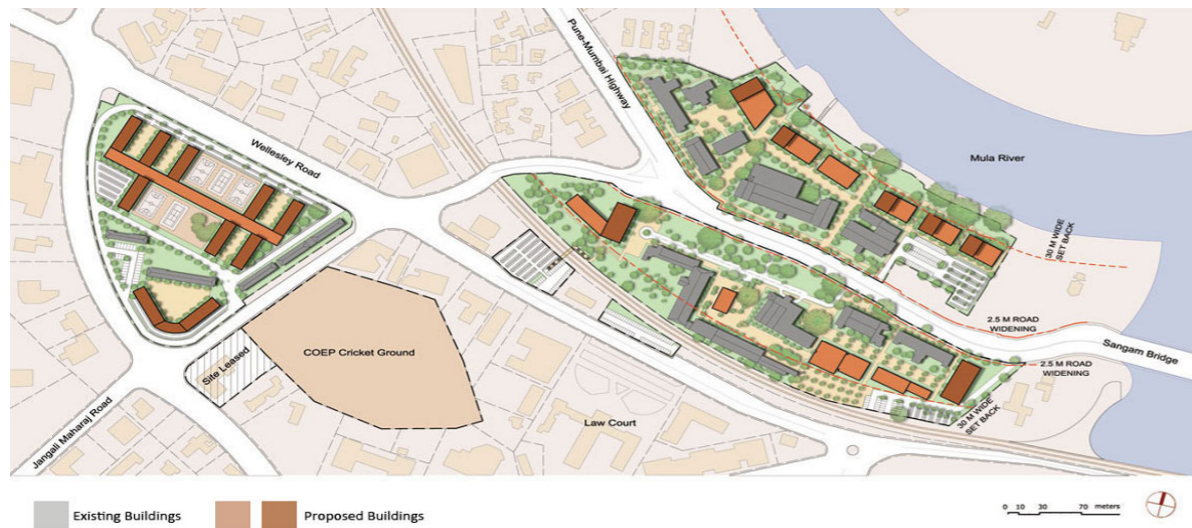 Pune-Mumbai Highway
Wellesley Road
Mula River
30 M WIDE
SET BACK
2.5 M ROAD
WIDENING
Sangam Bridge
2.5 M ROAD
WIDENING
COEP Cricket Ground
Site Leased
30 M WIDE
SET BACK
Law Court
Jangali Maharaj Road
Existing Buildings
Proposed Buildings
0 10 30 70 meters